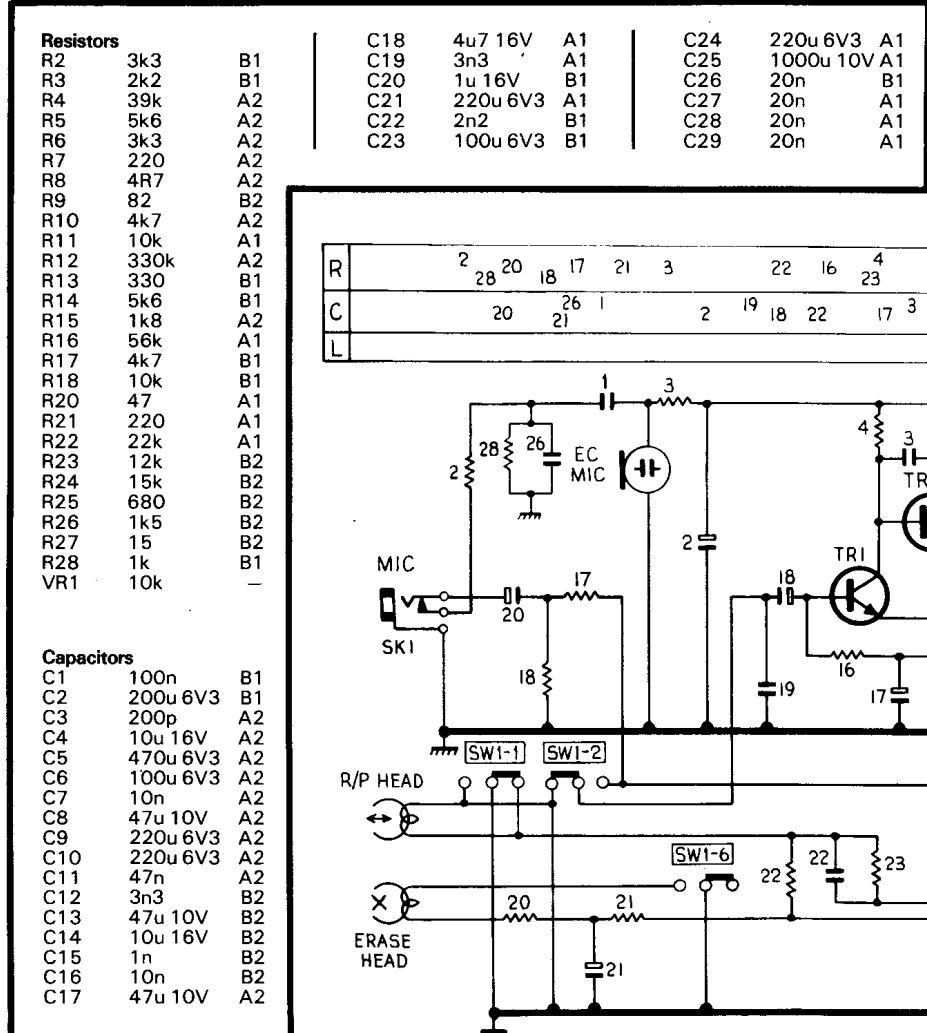 Resistors
R2 3k3 B1
R3 2k2 B1
R4 39k A2
R5 5k6 A2
R6 3k3 A2
R7 220 A2
R8 4R7 A2
R9 82 B2
R10 4k7 A2
R11 10k A1
R12 330k A2
R13 330 B1
R14 5k6 B1
R15 1k8 A2
R16 56k A1
R17 4k7 B1
R18 10k B1
R20 47 A1
R21 220 A1
R22 22k A1
R23 12k B2
R24 15k B2
R25 680 B2
R26 1k5 B2
R27 15 B2
R28 1k B1
VR1 10k —
Capacitors
C1 100n B1
C2 200u 6V3 B1
C3 200p A2
C4 10u 16V A2
C5 470u 6V3 A2
C6 100u 6V3 A2
C7 10n A2
C8 47u 10V A2
C9 220u 6V3 A2
C10 220u 6V3 A2
C11 47n A2
C12 3n3 B2
C13 47u 10V B2
C14 10u 16V B2
C15 1n B2
C16 10n B2
C17 47u 10V A2
C18 4u7 16V A1
C19 3n3 A1
C20 1u 16V B1
C21 220u 6V3 A1
C22 2n2 B1
C23 100u 6V3 B1
C24 220u 6V3 A1
C25 1000u 10V A1
C26 20n B1
C27 20n A1
C28 20n A1
C29 20n A1
R 2 28 20 18 17 21 3 22 16 4 23
C 20 21 26 1 2 19 18 22 17 3
L
1 3
28 26 EC MIC 4 3
2 TR
2 TR1
MIC 17 18
20
SK1 16
18 19 17
SW1-1 SW1-2
R/P HEAD
SW1-6 22 22 23
20 21
ERASE
HEAD
21